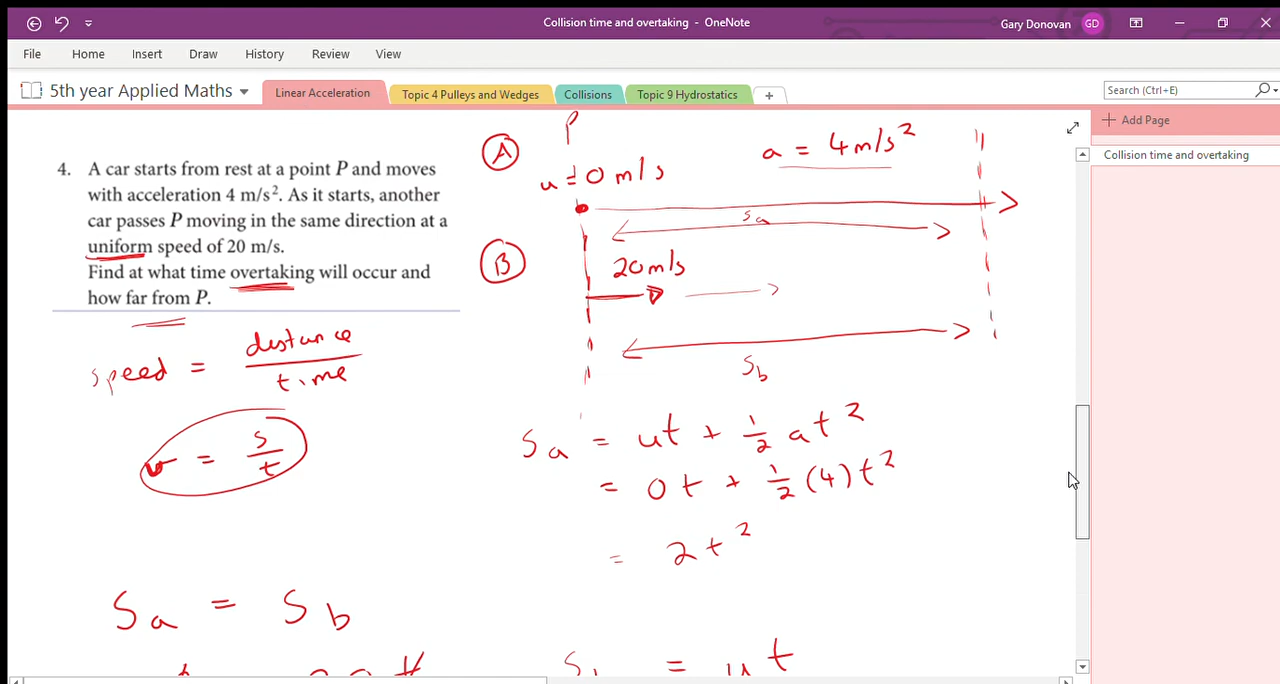 Collision time and overtaking - OneNote
Gary Donovan GD
File Home Insert Draw History Review View
5th year Applied Maths
Linear Acceleration
Topic 4 Pulleys and Wedges
Collisions
Topic 9 Hydrostatics
+
Search (Ctrl+E)
+ Add Page
Collision time and overtaking
4. A car starts from rest at a point P and moves
with acceleration 4 m/s². As it starts, another
car passes P moving in the same direction at a
uniform speed of 20 m/s.
Find at what time overtaking will occur and
how far from P.
speed = distance / time
v = s / t
Sa = Sb
A
P
u = 0 m/s
a = 4 m/s²
sa
B
20 m/s
Sb
Sa = ut + 1/2 at²
= 0t + 1/2 (4) t²
= 2t²
= ut